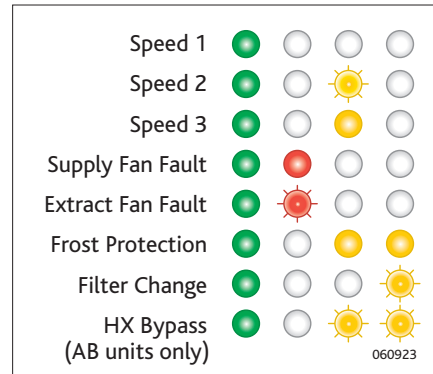 Speed 1
Speed 2
Speed 3
Supply Fan Fault
Extract Fan Fault
Frost Protection
Filter Change
HX Bypass
(AB units only)
060923